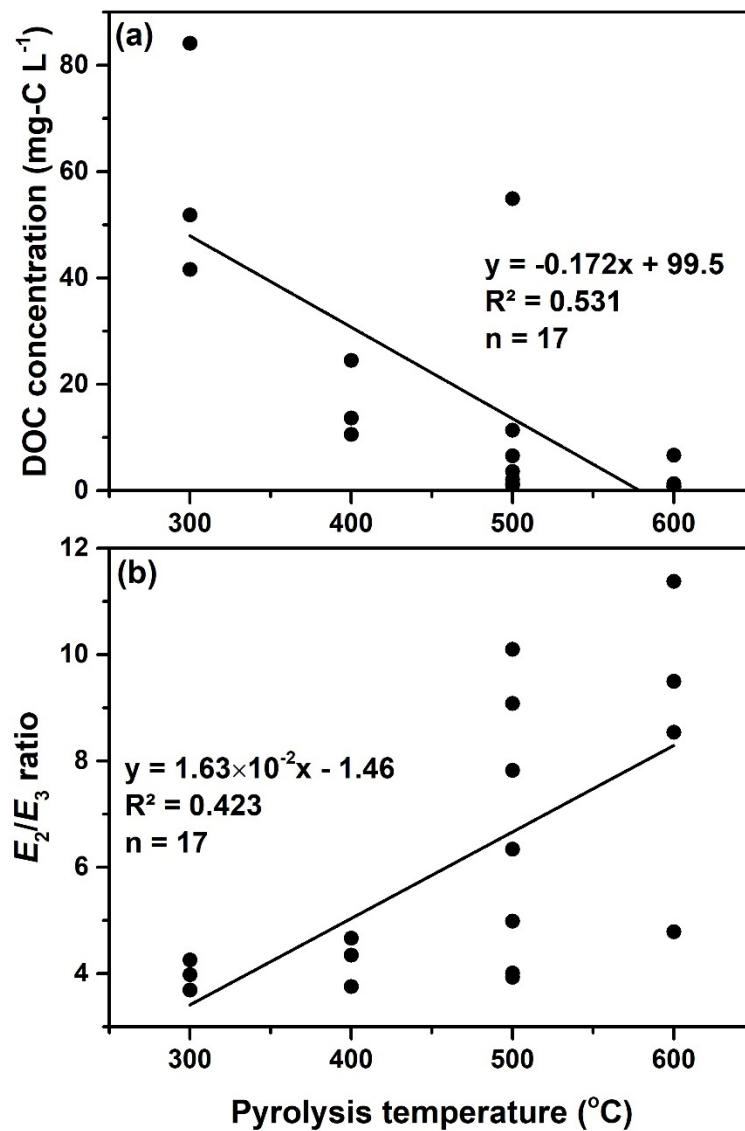 (a)
DOC concentration (mg-C L⁻¹)
80
60
40
20
0
y = -0.172x + 99.5
R² = 0.531
n = 17
300 400 500 600
(b)
E₂/E₃ ratio
12
10
8
6
4
y = 1.63×10⁻²x - 1.46
R² = 0.423
n = 17
300 400 500 600
Pyrolysis temperature (°C)